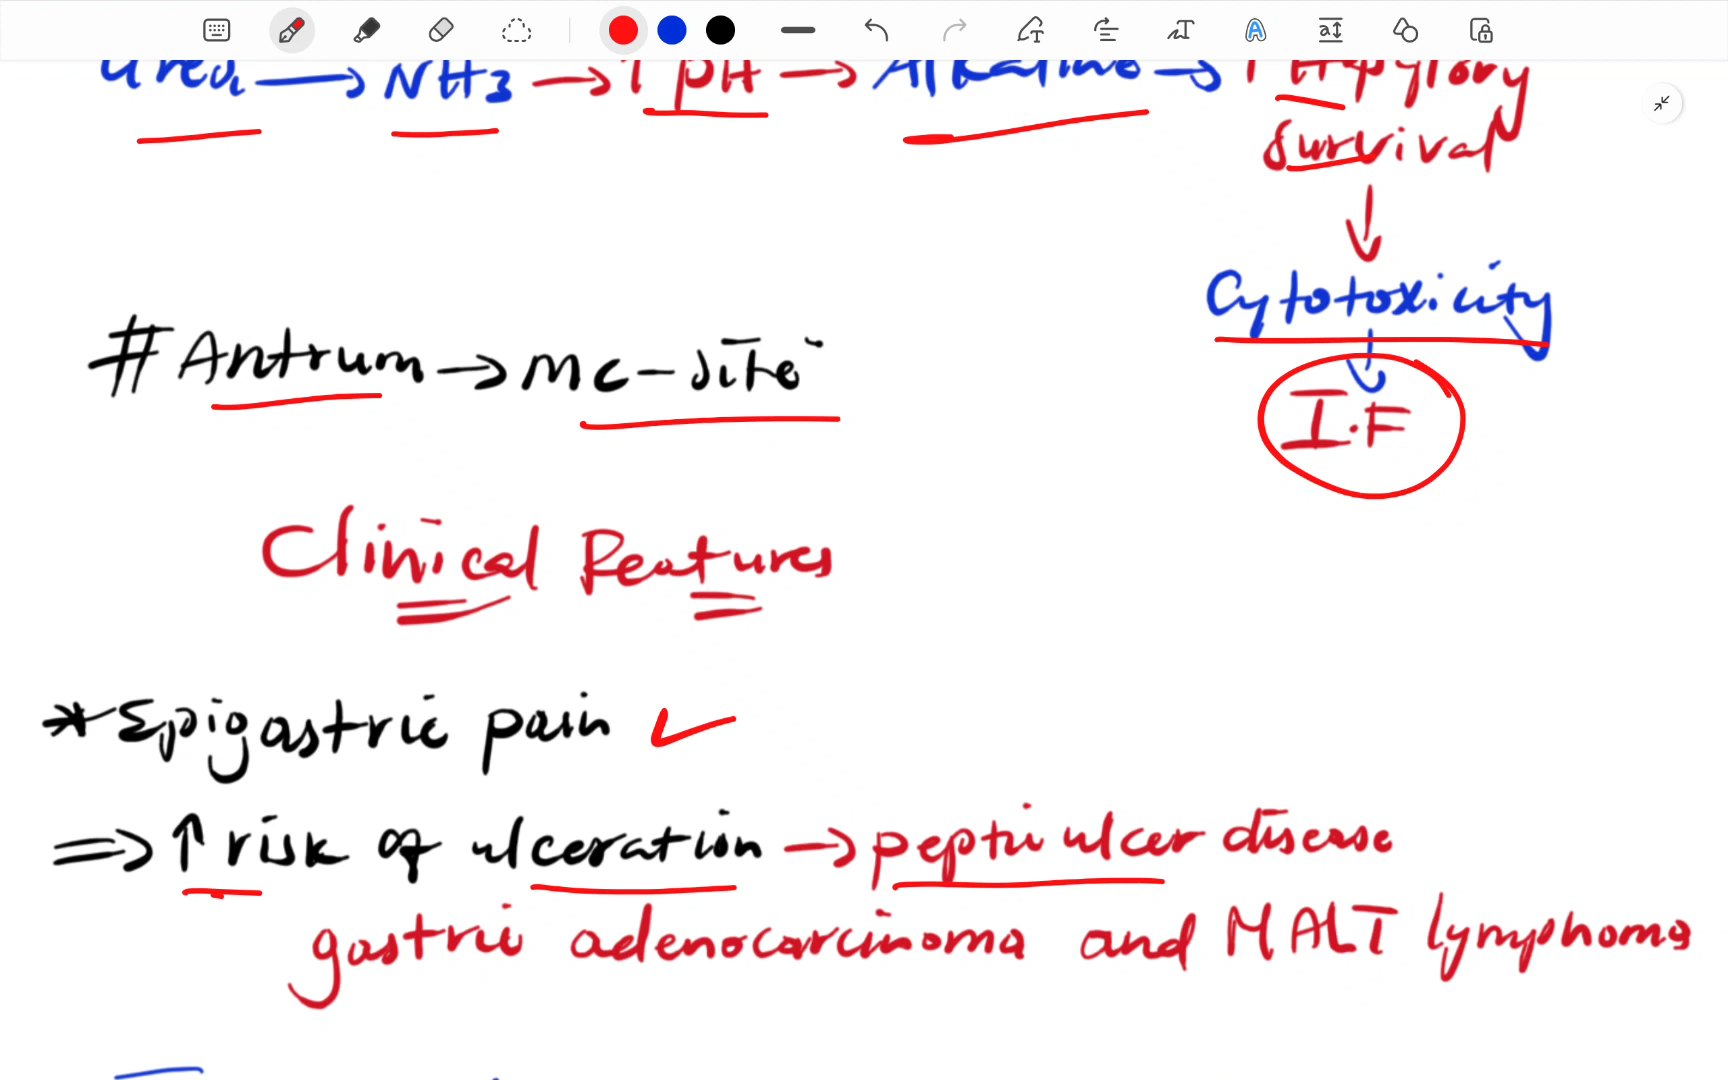 Urea → NH3 → ↑ pH → Alkaline → ↑ H.pylory
survival
↓
Cytotoxicity
↓
I.F
# Antrum → mc - site
Clinical Features
* Epigastric pain ✓
⇒ ↑ risk of ulceration → peptic ulcer disease
gastric adenocarcinoma and MALT lymphoma